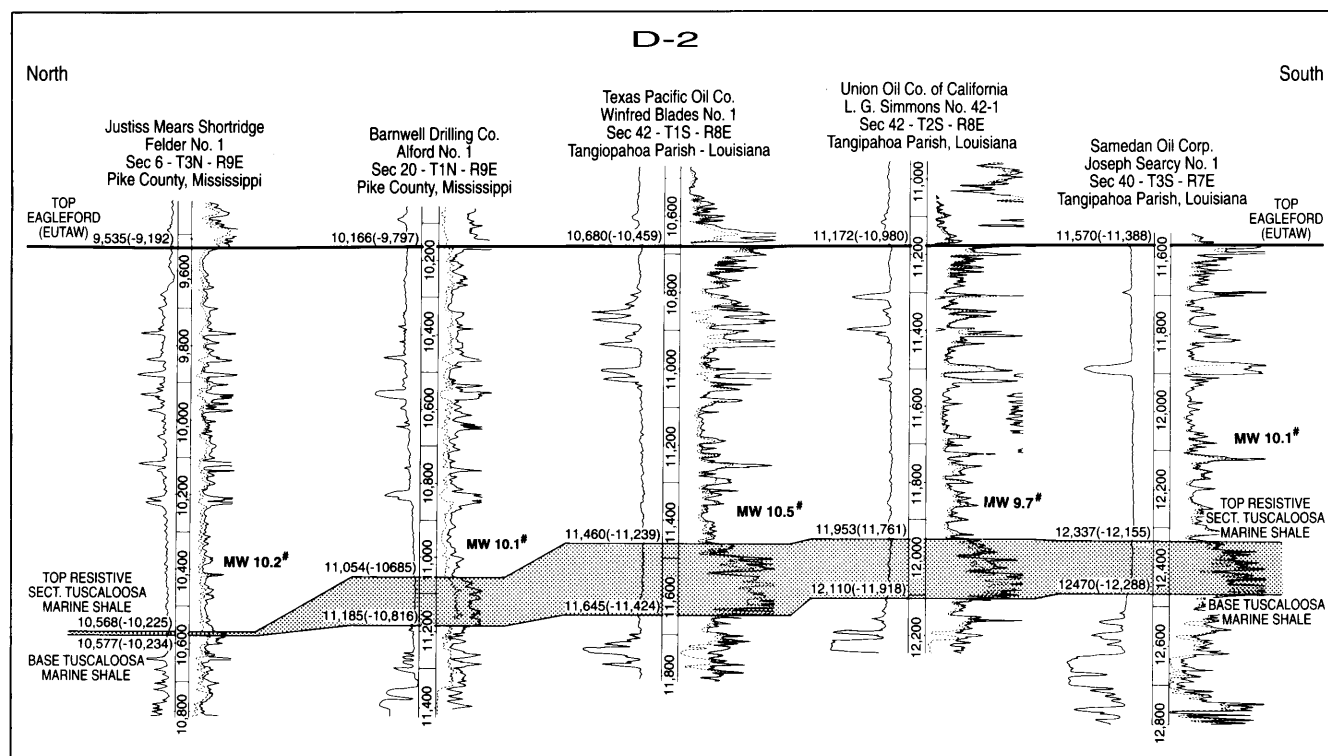 D-2
North
South
Justiss Mears Shortridge
Felder No. 1
Sec 6 - T3N - R9E
Pike County, Mississippi
Barnwell Drilling Co.
Alford No. 1
Sec 20 - T1N - R9E
Pike County, Mississippi
Texas Pacific Oil Co.
Winfred Blades No. 1
Sec 42 - T1S - R8E
Tangiopahoa Parish - Louisiana
Union Oil Co. of California
L. G. Simmons No. 42-1
Sec 42 - T2S - R8E
Tangipahoa Parish, Louisiana
Samedan Oil Corp.
Joseph Searcy No. 1
Sec 40 - T3S - R7E
Tangipahoa Parish, Louisiana
TOP
EAGLEFORD
(EUTAW)
9,535(-9,192)
10,166(-9,797)
10,680(-10,459)
11,172(-10,980)
11,570(-11,388)
TOP
EAGLEFORD
(EUTAW)
9,600
9,800
10,000
10,200
10,400
10,600
10,800
10,200
10,400
10,600
10,800
11,000
11,200
11,400
10,600
10,800
11,000
11,200
11,400
11,600
11,800
11,000
11,200
11,400
11,600
11,800
12,000
12,200
11,600
11,800
12,000
12,200
12,400
12,600
12,800
MW 10.2#
MW 10.1#
MW 10.5#
MW 9.7#
MW 10.1#
TOP RESISTIVE
SECT. TUSCALOOSA
MARINE SHALE
10,568(-10,225)
10,577(-10,234)
BASE TUSCALOOSA
MARINE SHALE
11,054(-10685)
11,185(-10,816)
11,460(-11,239)
11,645(-11,424)
11,953(11,761)
12,110(-11,918)
12,337(-12,155)
12470(-12,288)
TOP RESISTIVE
SECT. TUSCALOOSA
MARINE SHALE
BASE TUSCALOOSA
MARINE SHALE